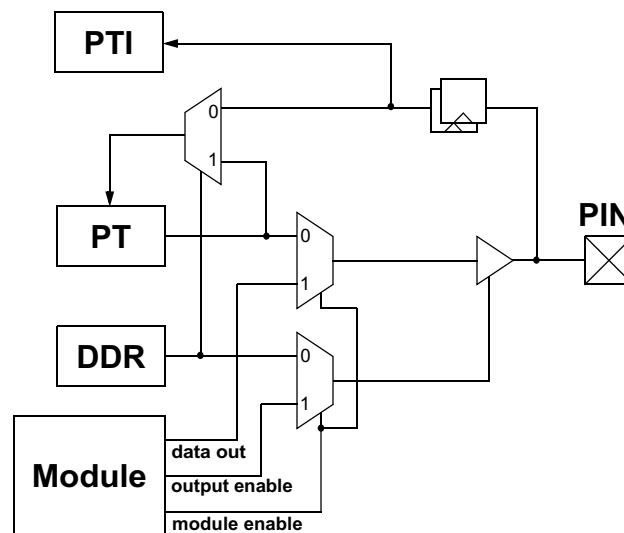 PTI
0
1
PT
0
1
PIN
DDR
0
1
Module
data out
output enable
module enable